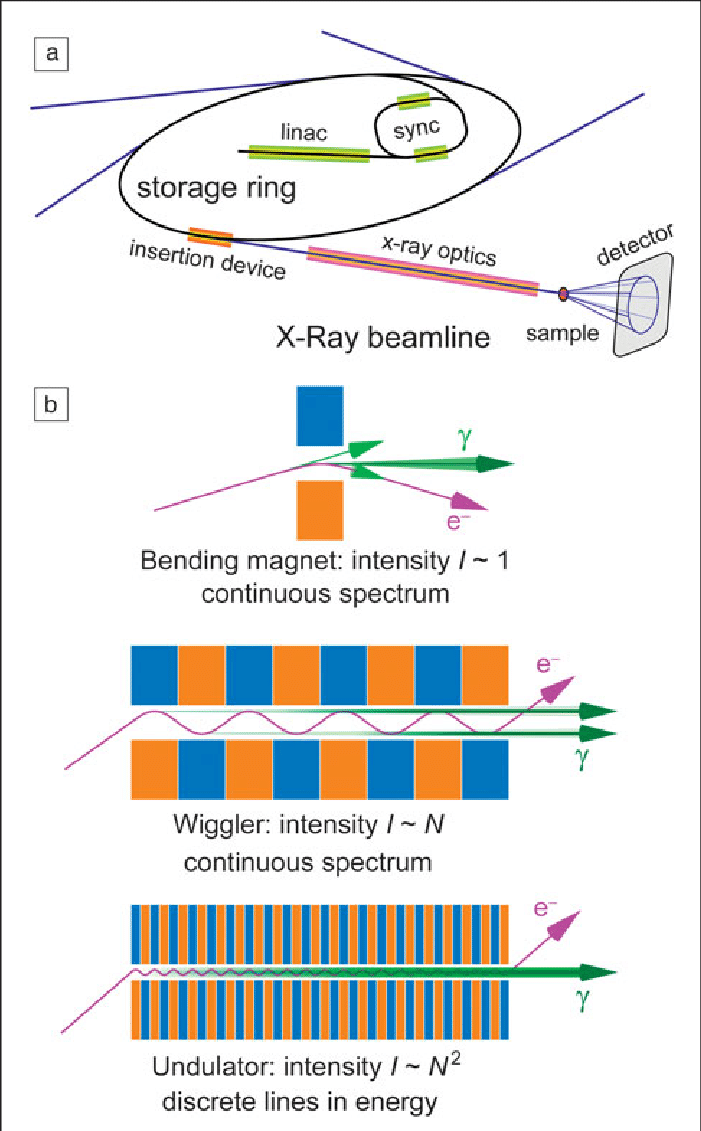 a
linac
sync
storage ring
insertion device
x-ray optics
detector
sample
X-Ray beamline
b
γ
e⁻
Bending magnet: intensity I ~ 1
continuous spectrum
e⁻
γ
Wiggler: intensity I ~ N
continuous spectrum
e⁻
γ
Undulator: intensity I ~ N²
discrete lines in energy